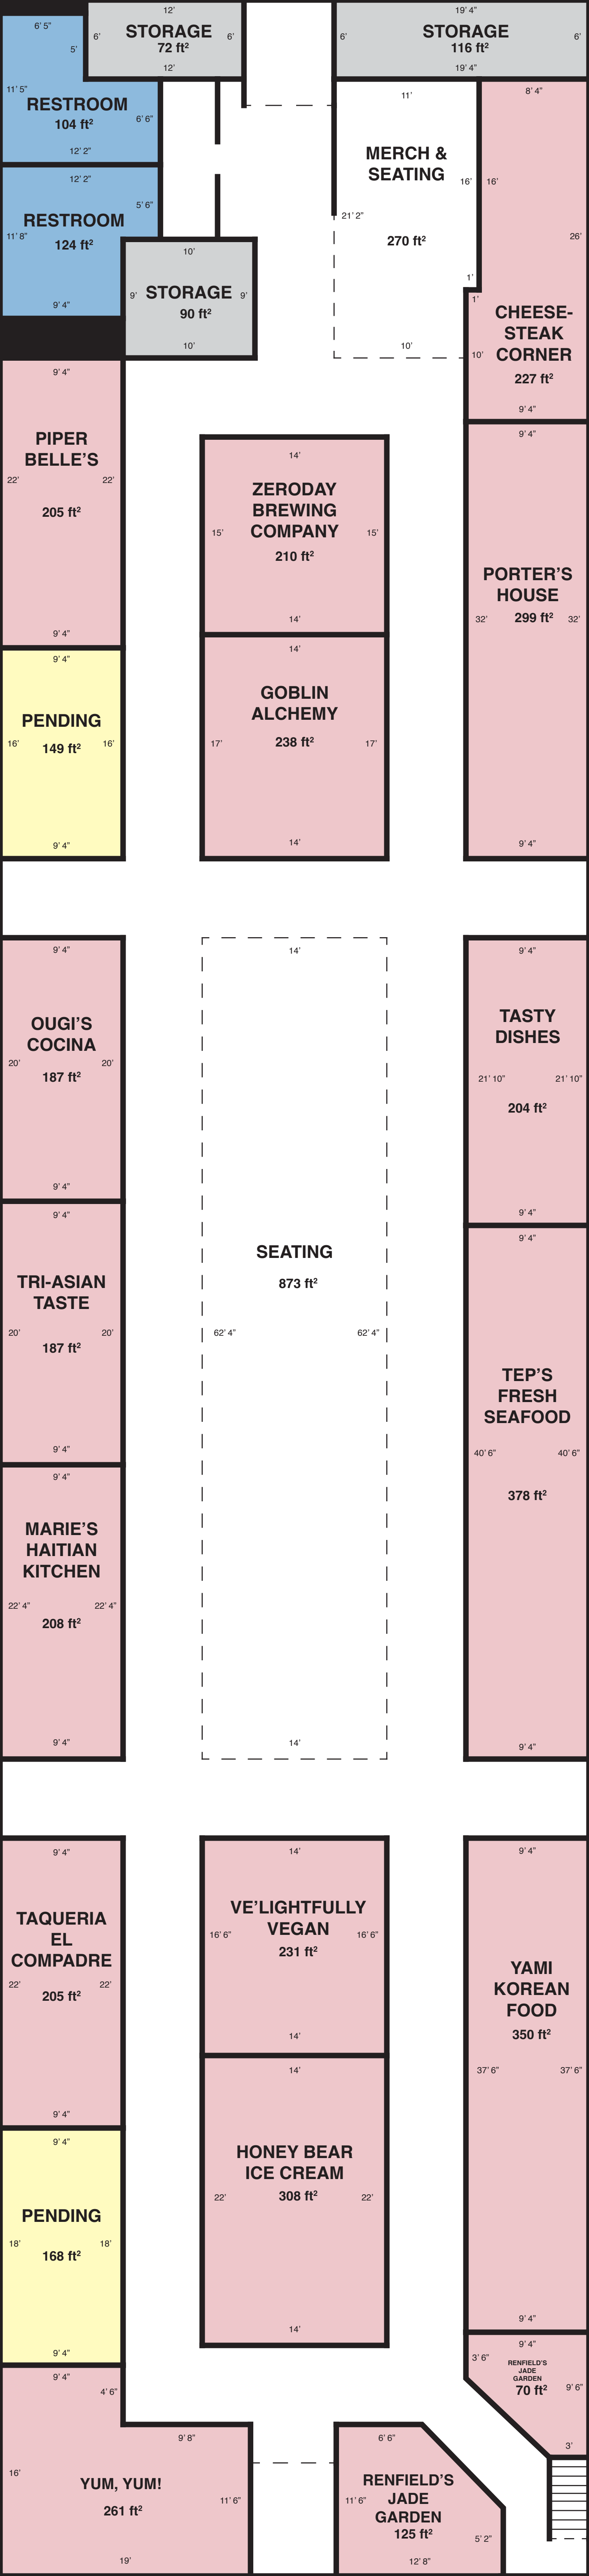 12’
STORAGE
6’ 72 ft² 6’
12’
19’ 4”
STORAGE
6’ 116 ft² 6’
19’ 4”
6’ 5”
5’
11’ 5”
RESTROOM
104 ft²
6’ 6”
12’ 2”
12’ 2”
5’ 6”
RESTROOM
11’ 8”
124 ft²
9’ 4”
10’
9’ STORAGE 9’
90 ft²
10’
11’
MERCH &
SEATING
16’
21’ 2”
270 ft²
1’
10’
8’ 4”
16’
26’
1’
CHEESE-
STEAK
CORNER
10’
227 ft²
9’ 4”
9’ 4”
PIPER
BELLE’S
22’ 22’
205 ft²
9’ 4”
14’
ZERODAY
BREWING
COMPANY
15’ 15’
210 ft²
14’
9’ 4”
PORTER’S
HOUSE
32’ 299 ft² 32’
9’ 4”
9’ 4”
PENDING
16’ 149 ft² 16’
9’ 4”
14’
GOBLIN
ALCHEMY
17’ 238 ft² 17’
14’
9’ 4”
OUGI’S
COCINA
20’ 20’
187 ft²
9’ 4”
14’
SEATING
873 ft²
62’ 4” 62’ 4”
14’
9’ 4”
TASTY
DISHES
21’ 10” 21’ 10”
204 ft²
9’ 4”
9’ 4”
TRI-ASIAN
TASTE
20’ 20’
187 ft²
9’ 4”
9’ 4”
TEP’S
FRESH
SEAFOOD
40’ 6” 40’ 6”
378 ft²
9’ 4”
9’ 4”
MARIE’S
HAITIAN
KITCHEN
22’ 4” 22’ 4”
208 ft²
9’ 4”
9’ 4”
TAQUERIA
EL
COMPADRE
22’ 22’
205 ft²
9’ 4”
14’
VE’LIGHTFULLY
VEGAN
16’ 6” 16’ 6”
231 ft²
14’
9’ 4”
YAMI
KOREAN
FOOD
350 ft²
37’ 6” 37’ 6”
9’ 4”
9’ 4”
PENDING
18’ 18’
168 ft²
9’ 4”
14’
HONEY BEAR
ICE CREAM
22’ 308 ft² 22’
14’
9’ 4”
3’ 6”
RENFIELD’S
JADE
GARDEN
70 ft² 9’ 6”
3’
9’ 4”
4’ 6”
9’ 8”
16’
YUM, YUM!
11’ 6”
261 ft²
19’
6’ 6”
RENFIELD’S
JADE
11’ 6”
GARDEN
125 ft²
5’ 2”
12’ 8”